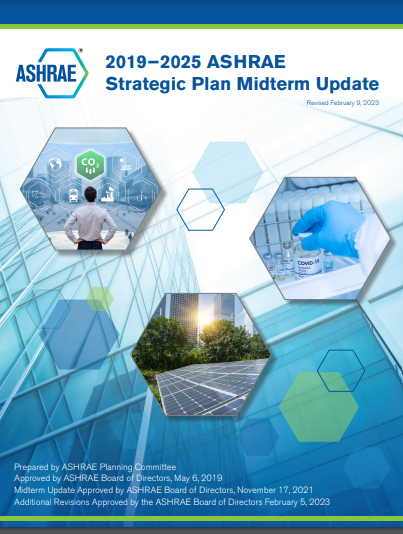 ASHRAE®
2019–2025 ASHRAE
Strategic Plan Midterm Update
Revised February 9, 2023
CO2
COVID-19
Prepared by ASHRAE Planning Committee
Approved by ASHRAE Board of Directors, May 6, 2019
Midterm Update Approved by ASHRAE Board of Directors, November 17, 2021
Additional Revisions Approved by the ASHRAE Board of Directors February 5, 2023